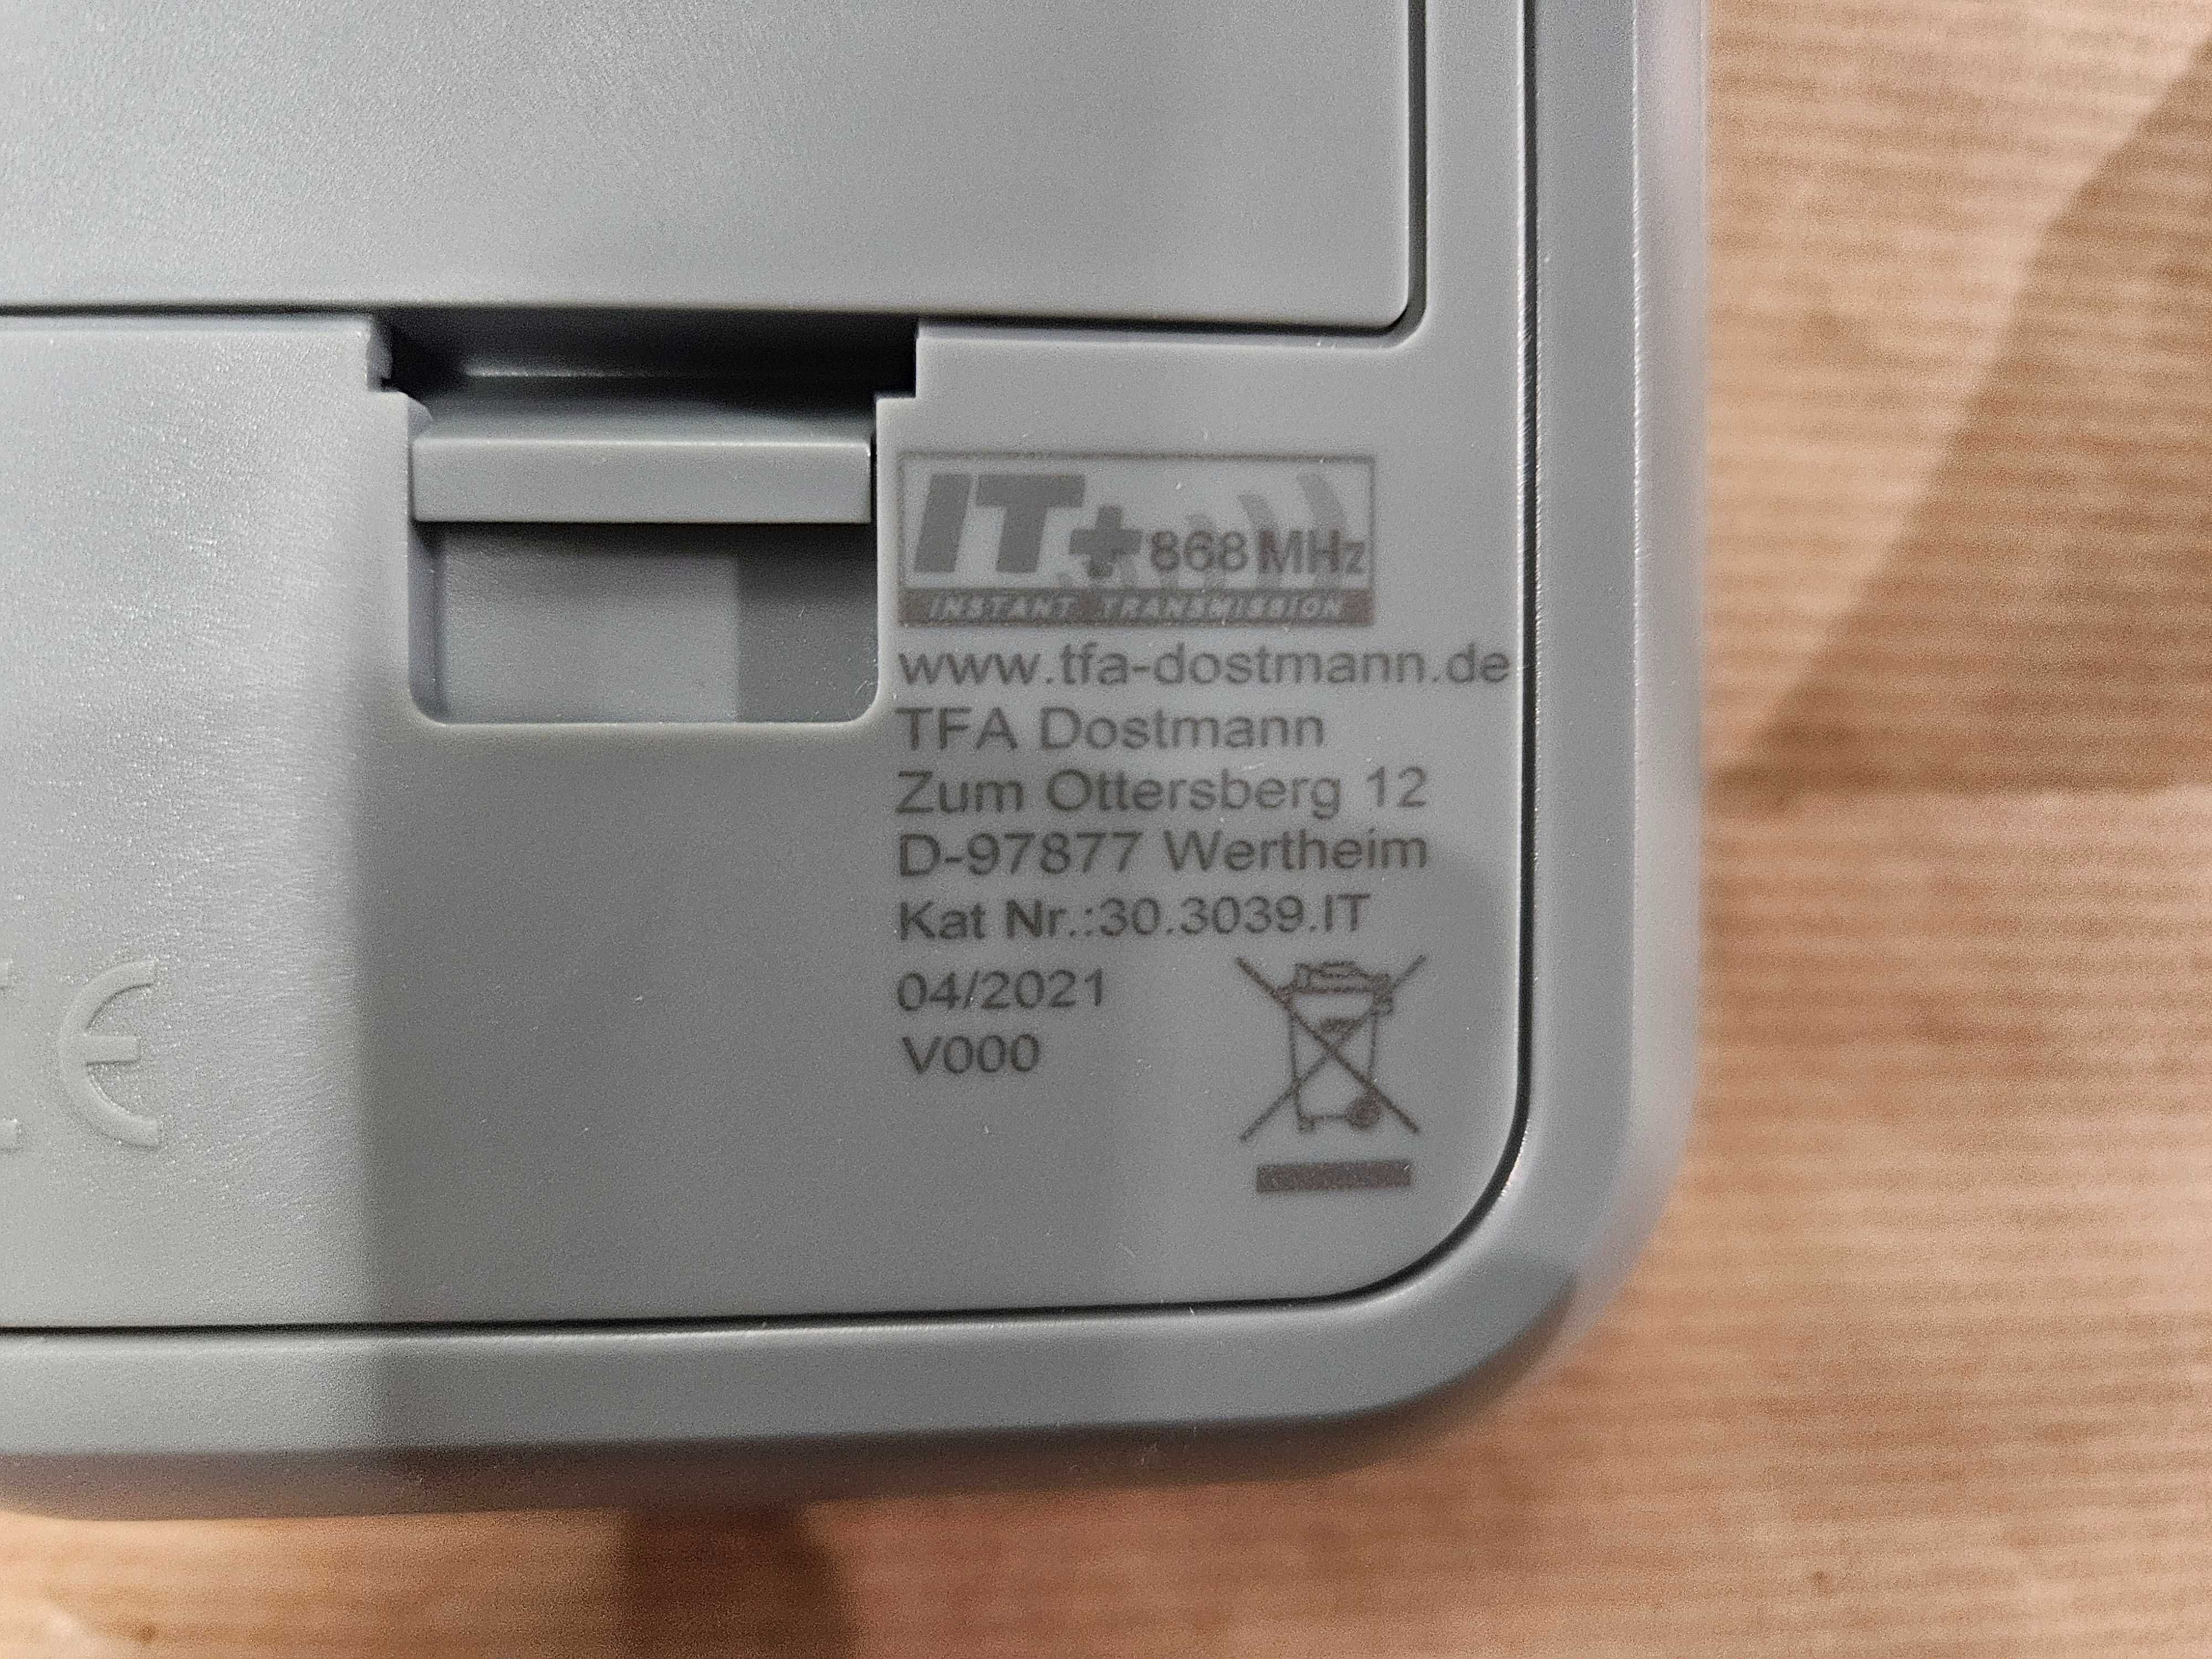 IT+ 868 MHz
INSTANT TRANSMISSION
www.tfa-dostmann.de
TFA Dostmann
Zum Ottersberg 12
D-97877 Wertheim
Kat Nr.:30.3039.IT
04/2021
V000
CE